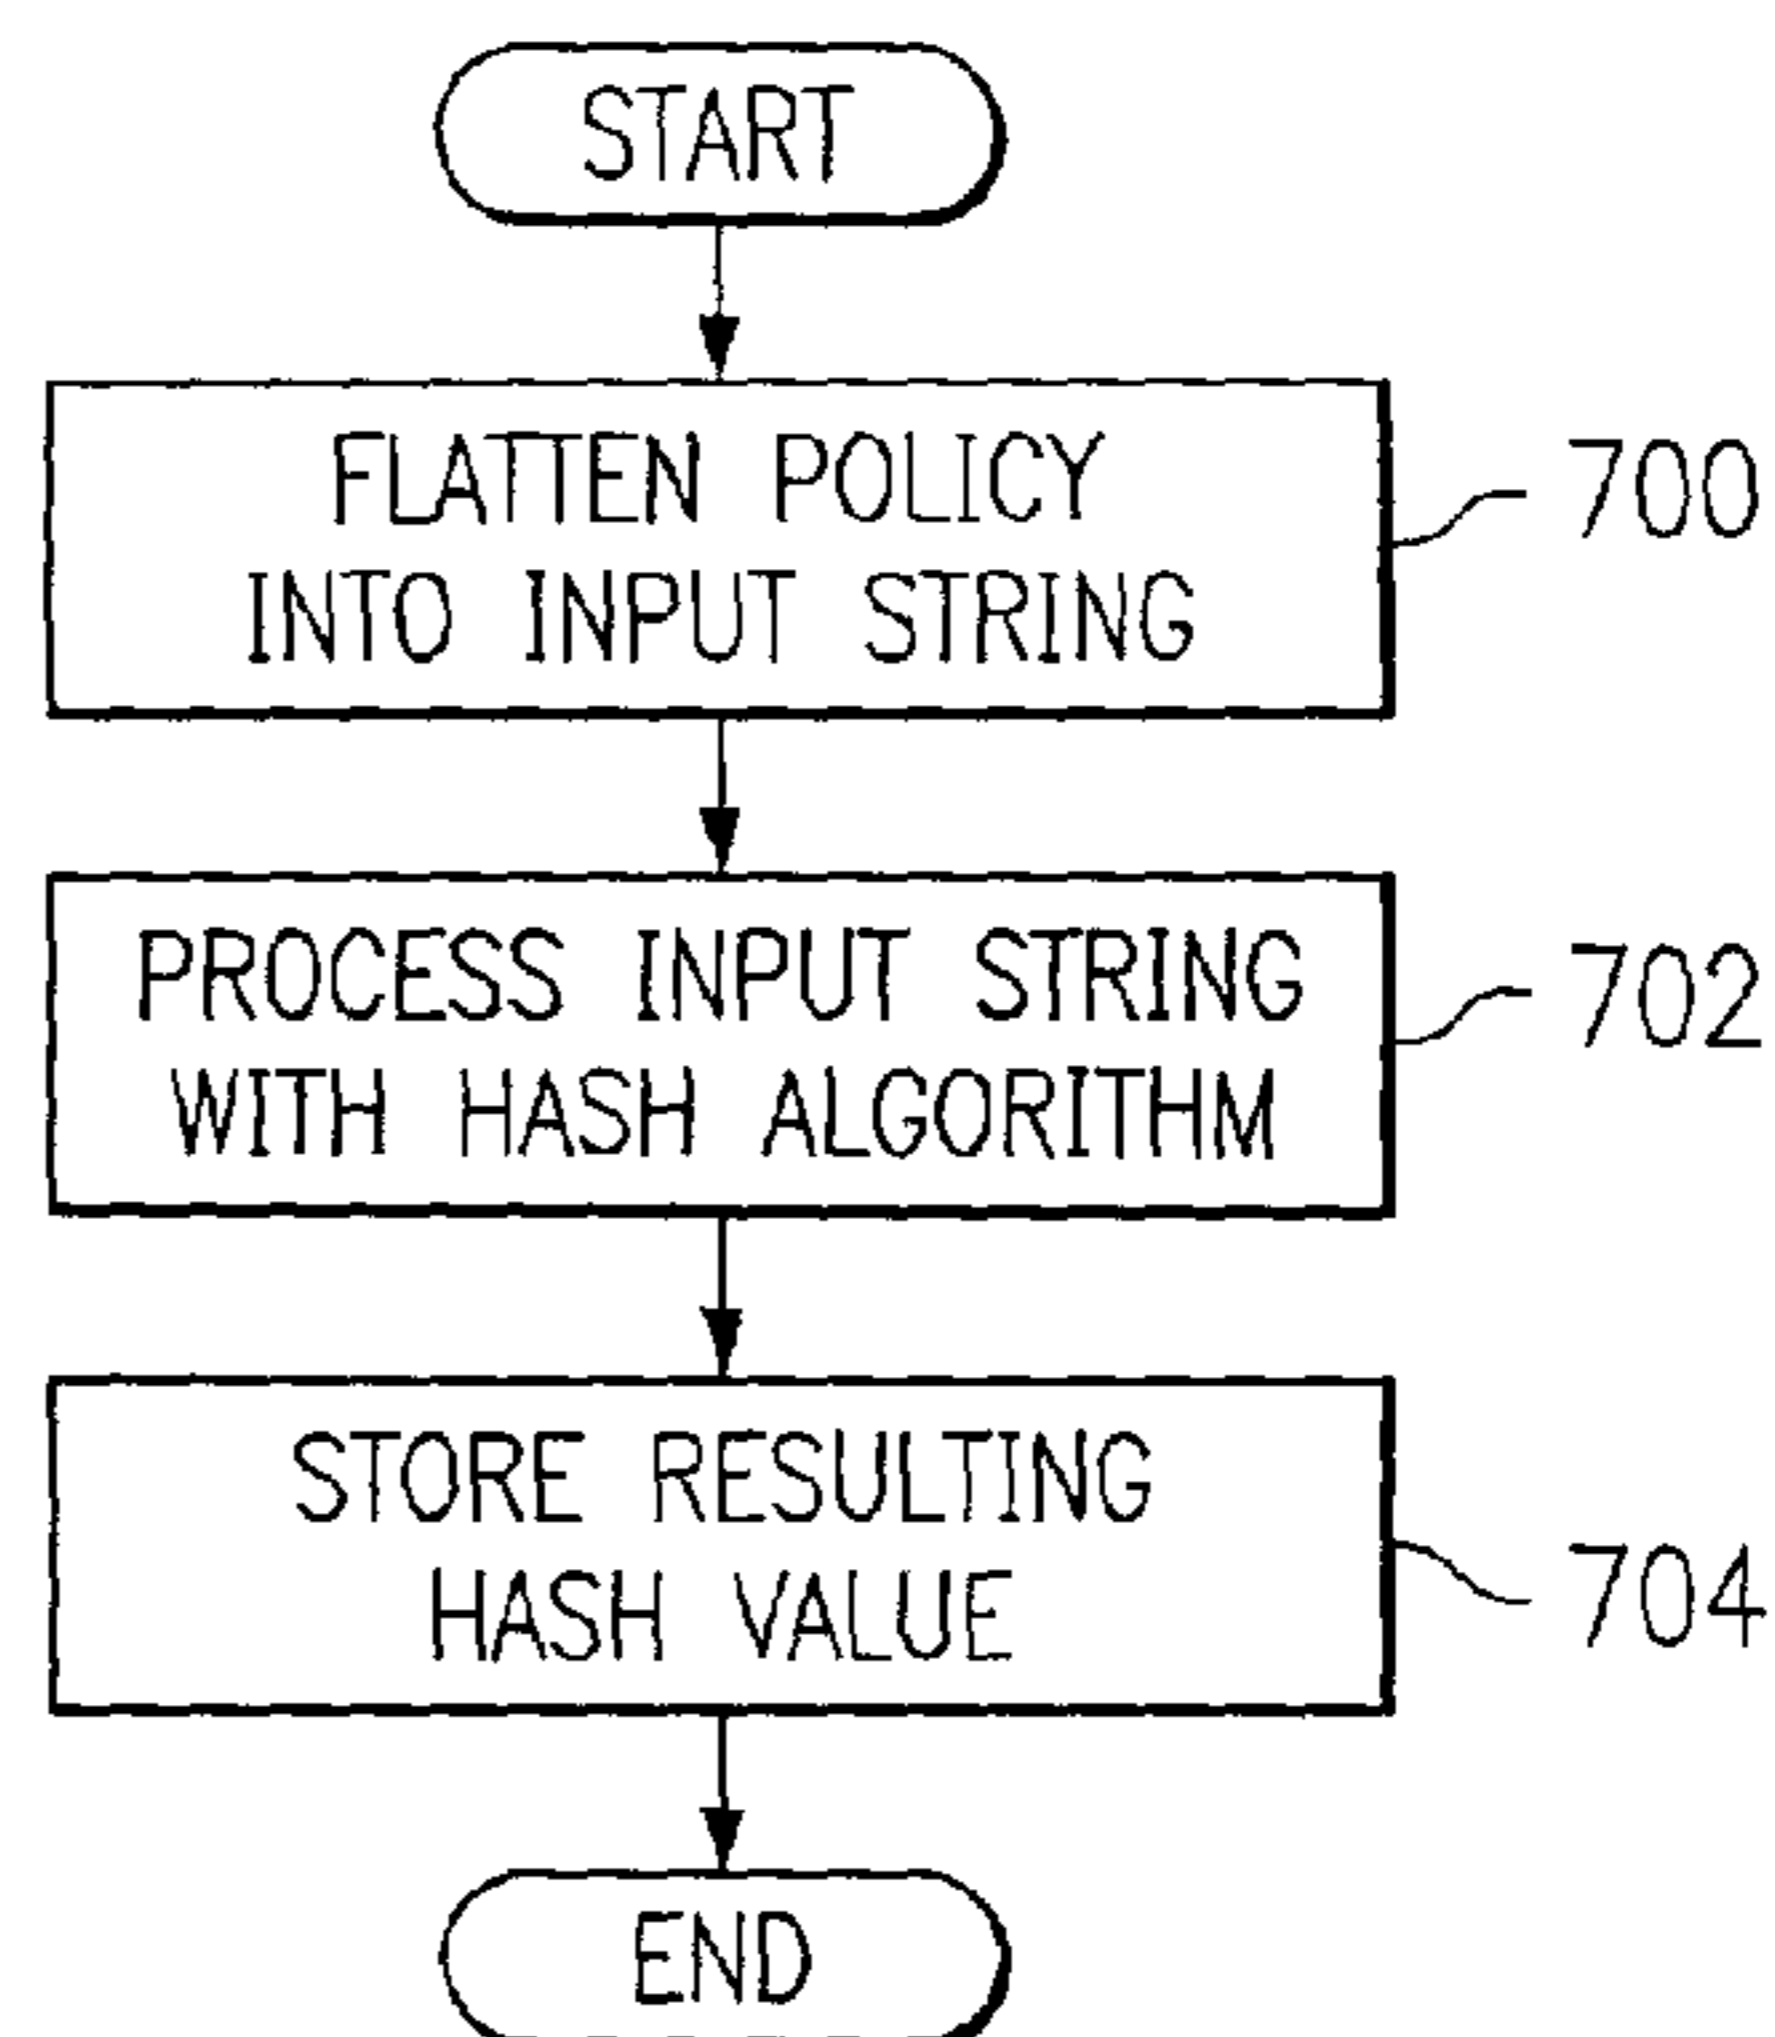 START
FLATTEN POLICY
INTO INPUT STRING
700
PROCESS INPUT STRING
WITH HASH ALGORITHM
702
STORE RESULTING
HASH VALUE
704
END